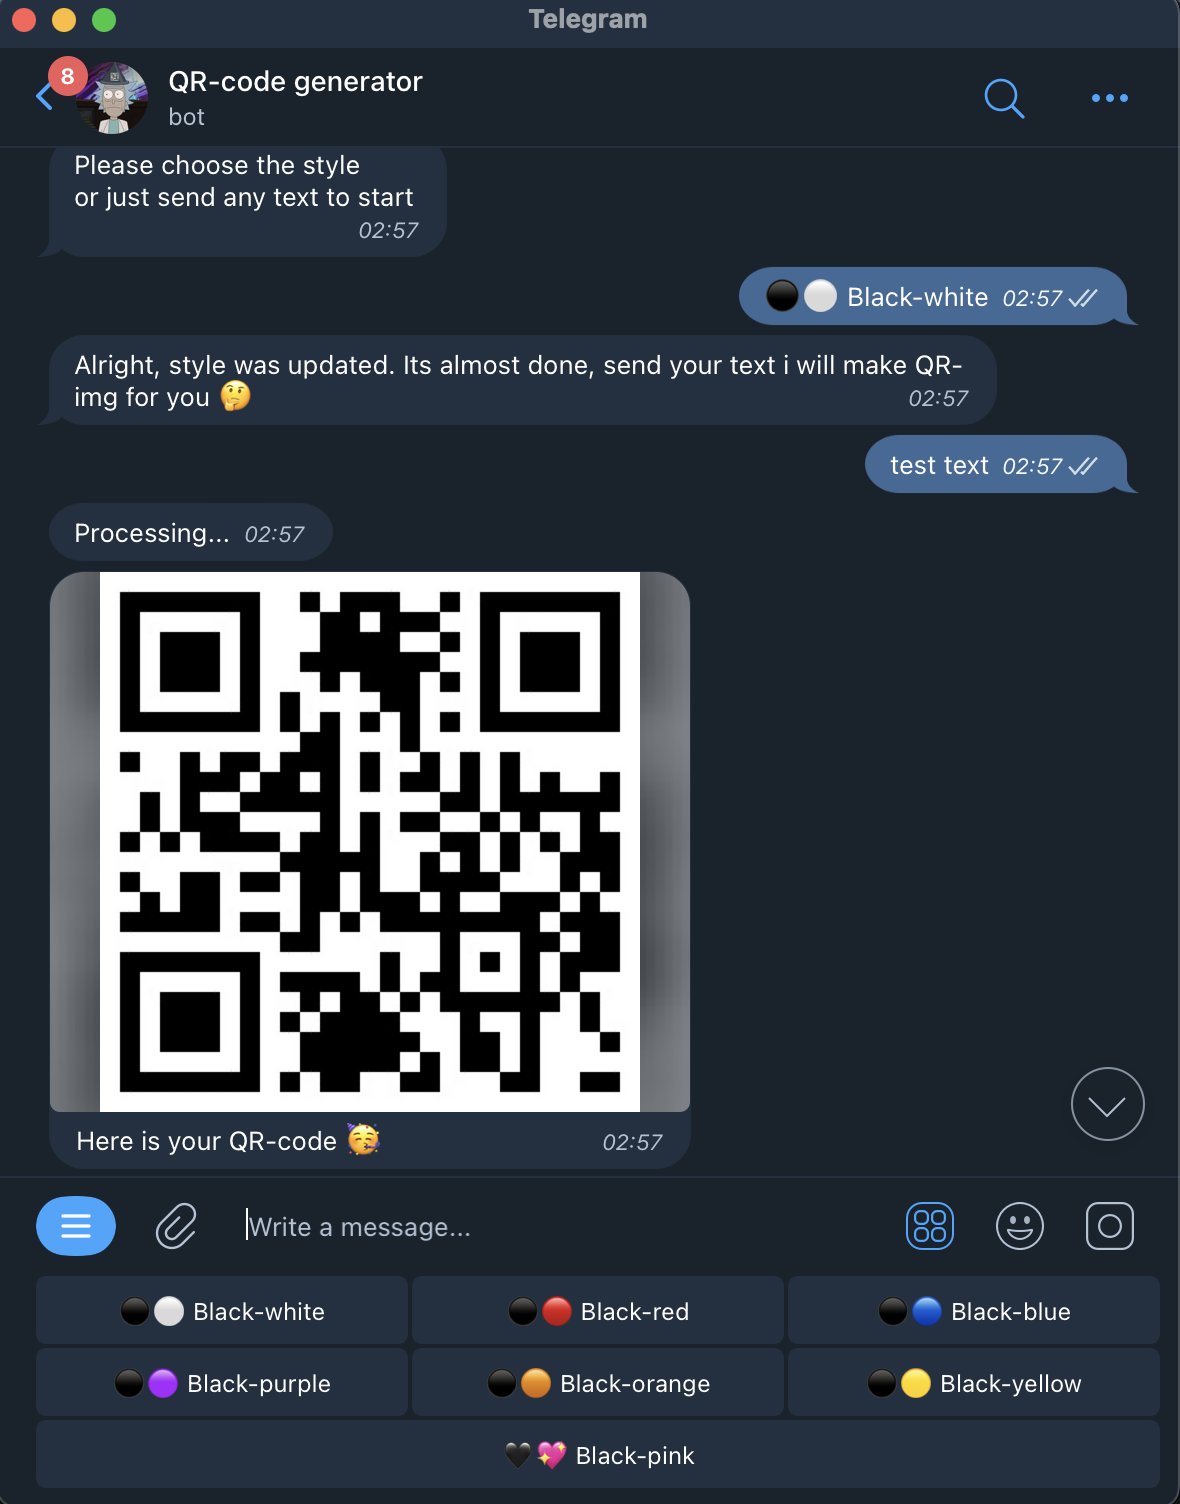 Telegram
8
QR-code generator
bot
Please choose the style
or just send any text to start
02:57
Black-white 02:57
Alright, style was updated. Its almost done, send your text i will make QR-
img for you 🤔
02:57
test text 02:57
Processing... 02:57
Here is your QR-code 🥳 02:57
Write a message...
Black-white
Black-red
Black-blue
Black-purple
Black-orange
Black-yellow
Black-pink